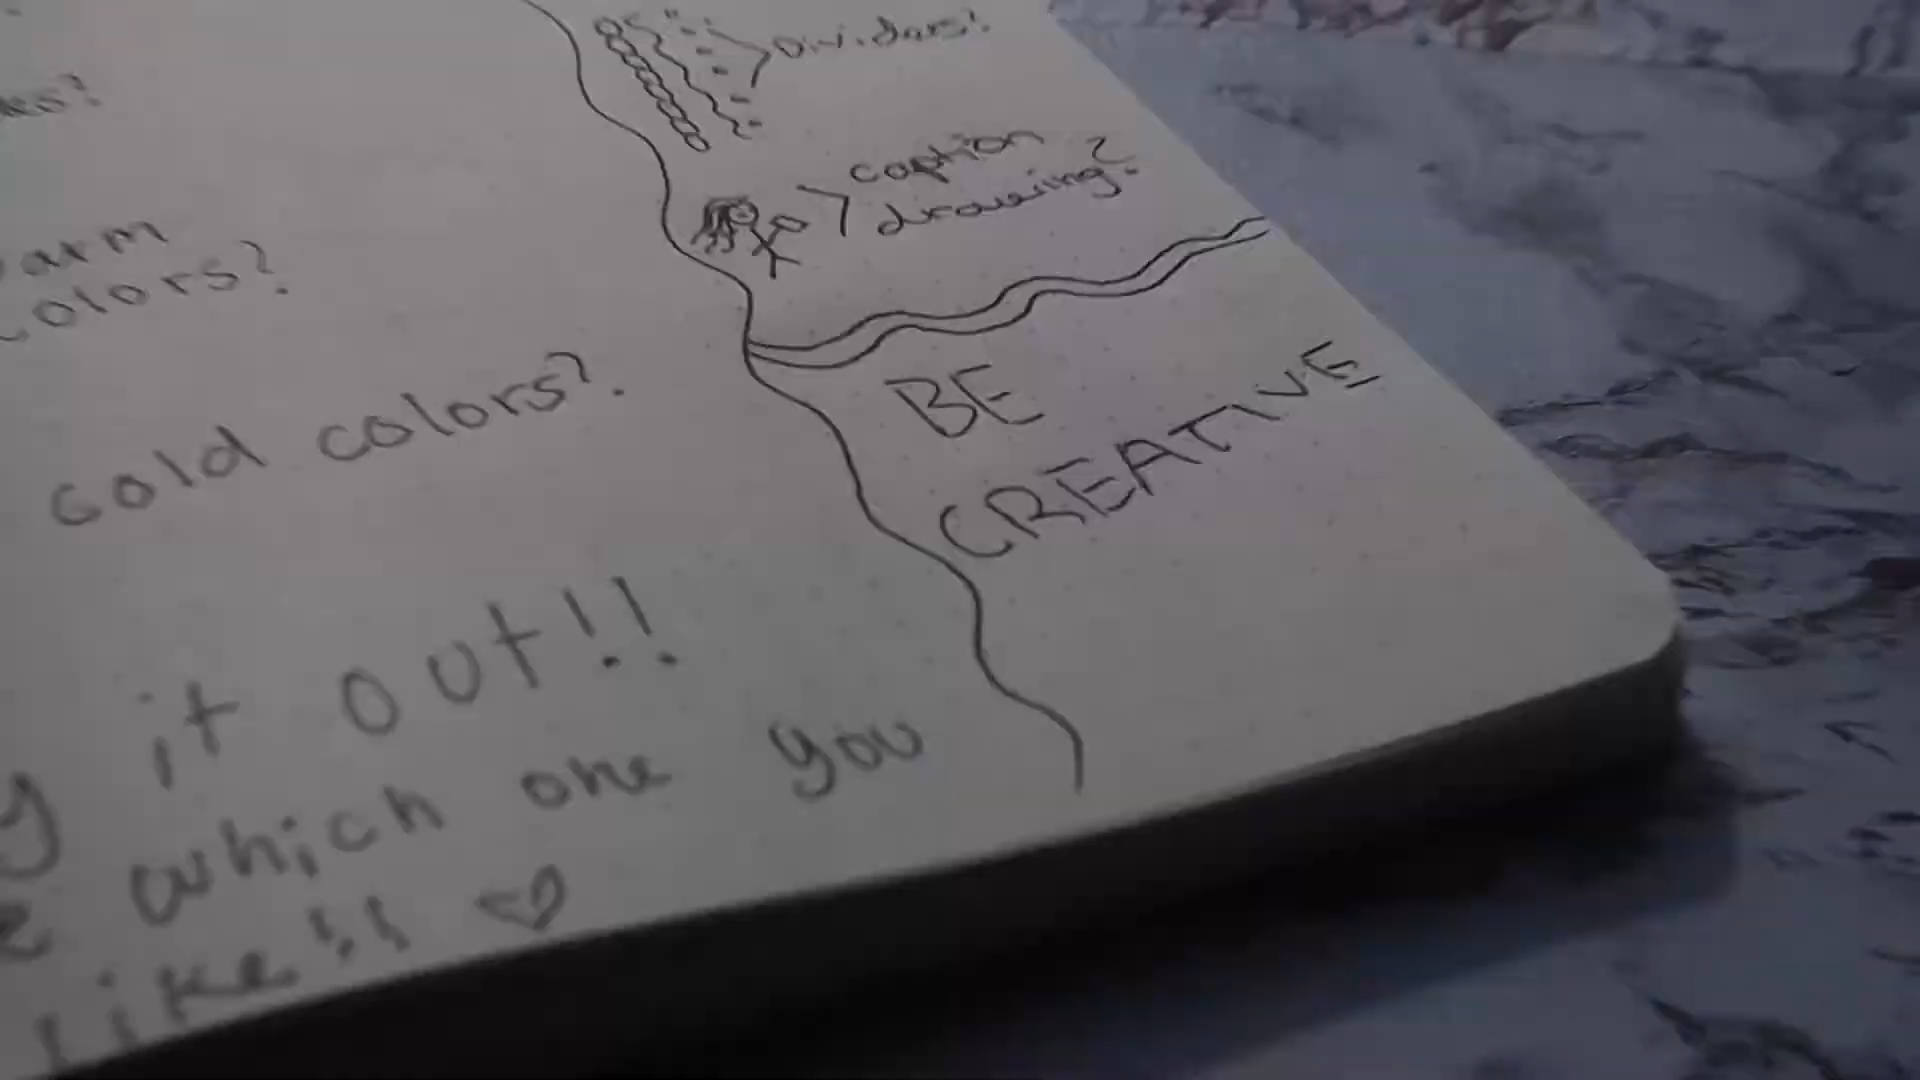 Dividers!
caption
drawing?
BE
CREATIVE
arm
colors?
cold colors?
it out!!
which one you
like!! ♡